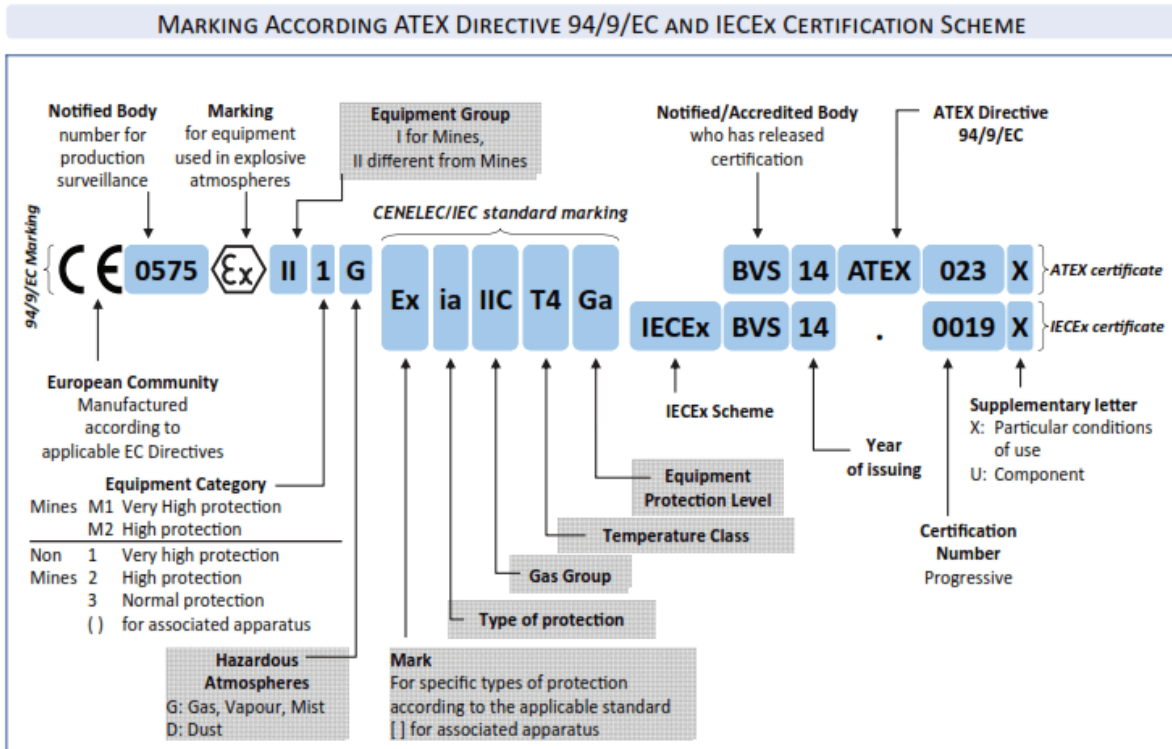 MARKING ACCORDING ATEX DIRECTIVE 94/9/EC AND IECEX CERTIFICATION SCHEME
Notified Body
number for
production
surveillance
Marking
for equipment
used in explosive
atmospheres
Equipment Group
I for Mines,
II different from Mines
Notified/Accredited Body
who has released
certification
ATEX Directive
94/9/EC
CENELEC/IEC standard marking
94/9/EC Marking
CE 0575 Ex II 1 G
Ex ia IIC T4 Ga
BVS 14 ATEX 023 X
ATEX certificate
IECEx BVS 14 . 0019 X
IECEx certificate
European Community
Manufactured
according to
applicable EC Directives
IECEx Scheme
Year
of issuing
Supplementary letter
X: Particular conditions
of use
U: Component
Equipment Category
Mines M1 Very High protection
M2 High protection
Non 1 Very high protection
Mines 2 High protection
3 Normal protection
( ) for associated apparatus
Equipment
Protection Level
Temperature Class
Gas Group
Type of protection
Certification
Number
Progressive
Hazardous
Atmospheres
G: Gas, Vapour, Mist
D: Dust
Mark
For specific types of protection
according to the applicable standard
[ ] for associated apparatus